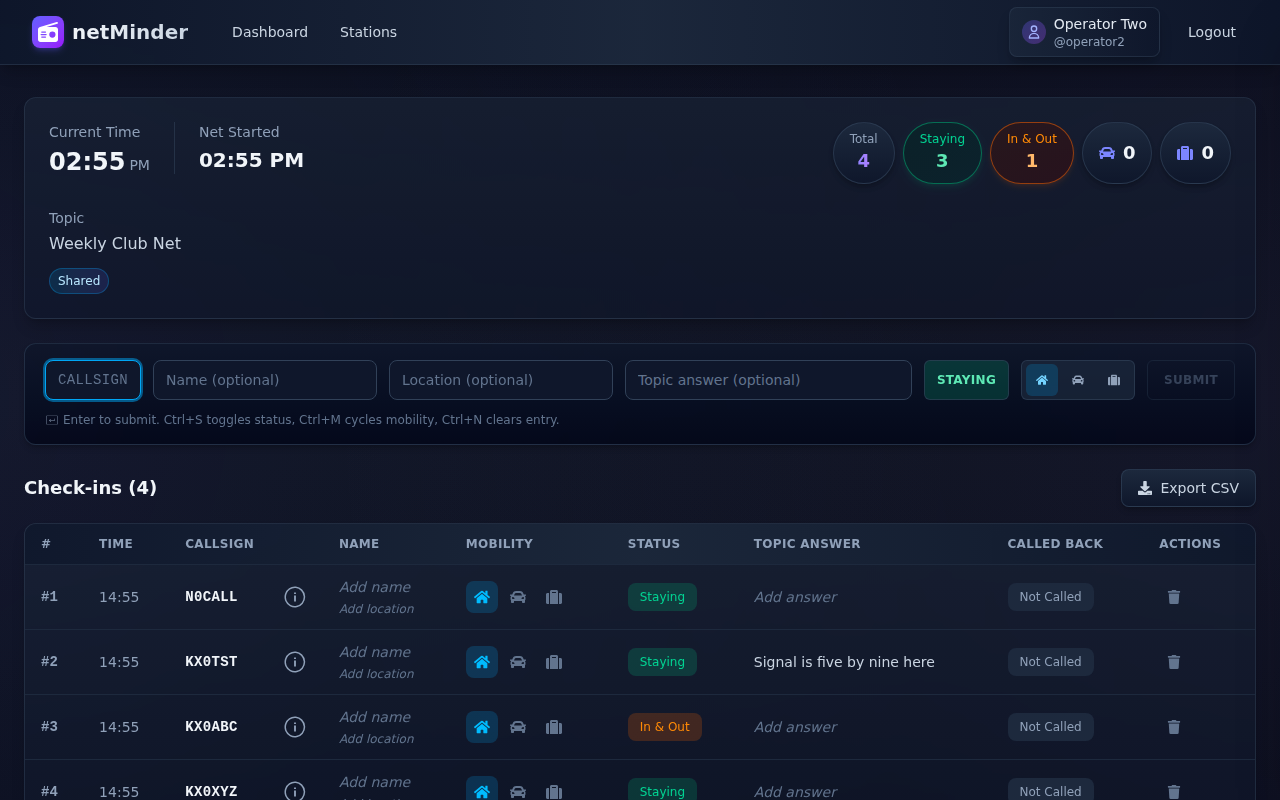 netMinder
Dashboard
Stations
Operator Two
@operator2
Logout
Current Time
02:55 PM
Net Started
02:55 PM
Total
4
Staying
3
In & Out
1
0
0
Topic
Weekly Club Net
Shared
CALLSIGN
Name (optional)
Location (optional)
Topic answer (optional)
STAYING
SUBMIT
Enter to submit. Ctrl+S toggles status, Ctrl+M cycles mobility, Ctrl+N clears entry.
Check-ins (4)
Export CSV
# TIME CALLSIGN NAME MOBILITY STATUS TOPIC ANSWER CALLED BACK ACTIONS
#1 14:55 N0CALL Add name Staying Add answer Not Called
Add location
#2 14:55 KX0TST Add name Staying Signal is five by nine here Not Called
Add location
#3 14:55 KX0ABC Add name In & Out Add answer Not Called
Add location
#4 14:55 KX0XYZ Add name Staying Add answer Not Called